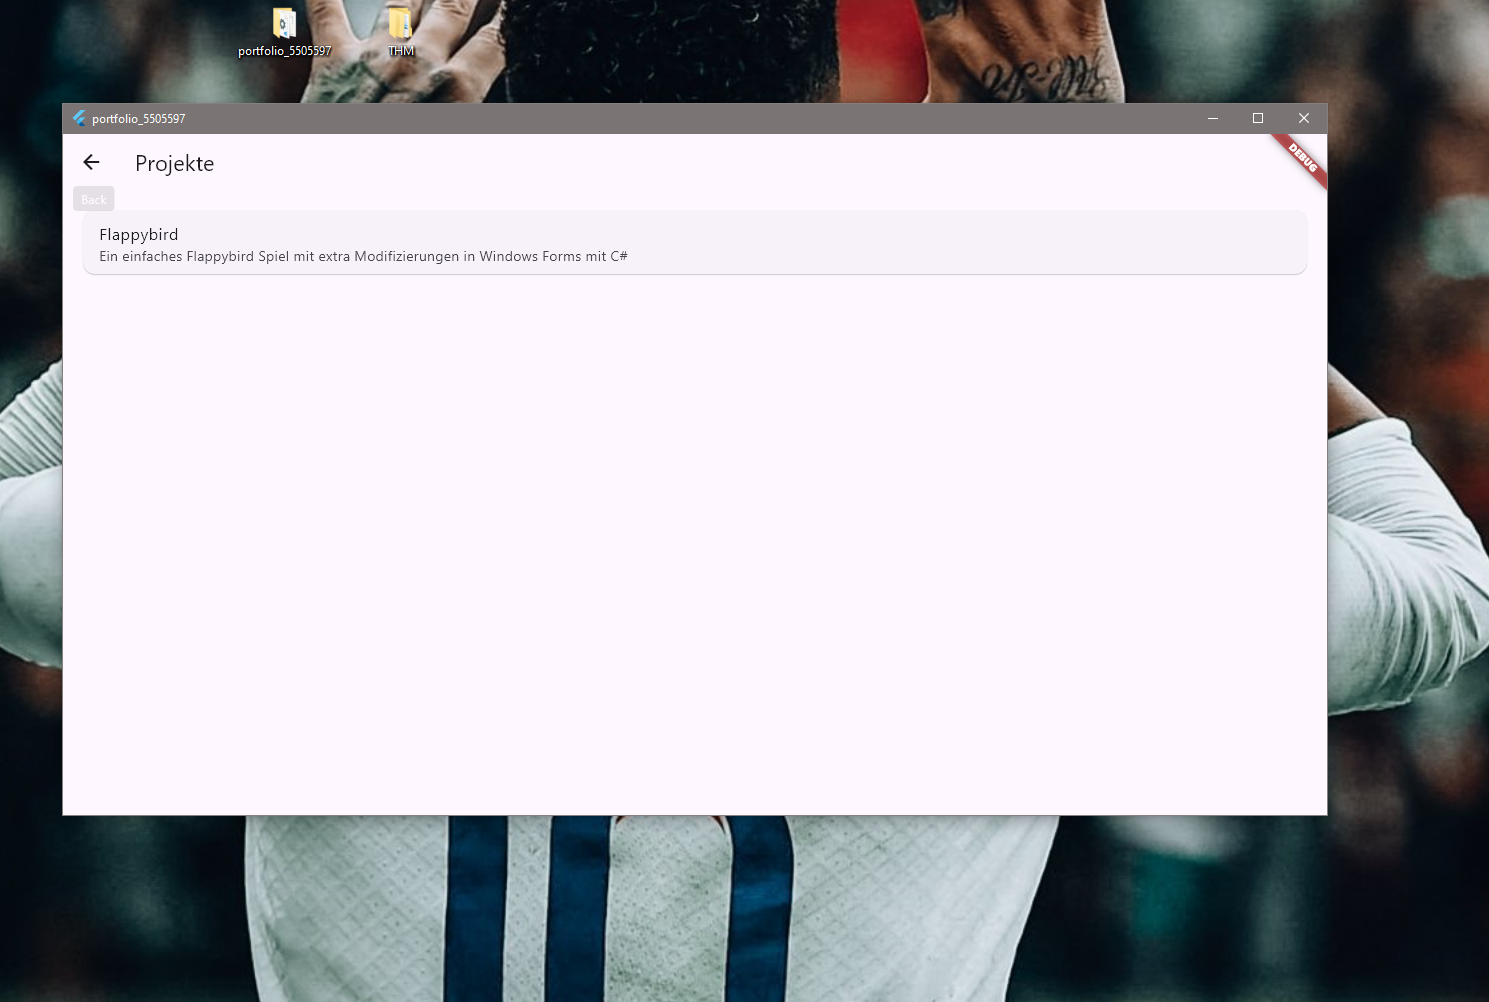 portfolio_5505597
THM
portfolio_5505597
DEBUG
Projekte
Back
Flappybird
Ein einfaches Flappybird Spiel mit extra Modifizierungen in Windows Forms mit C#